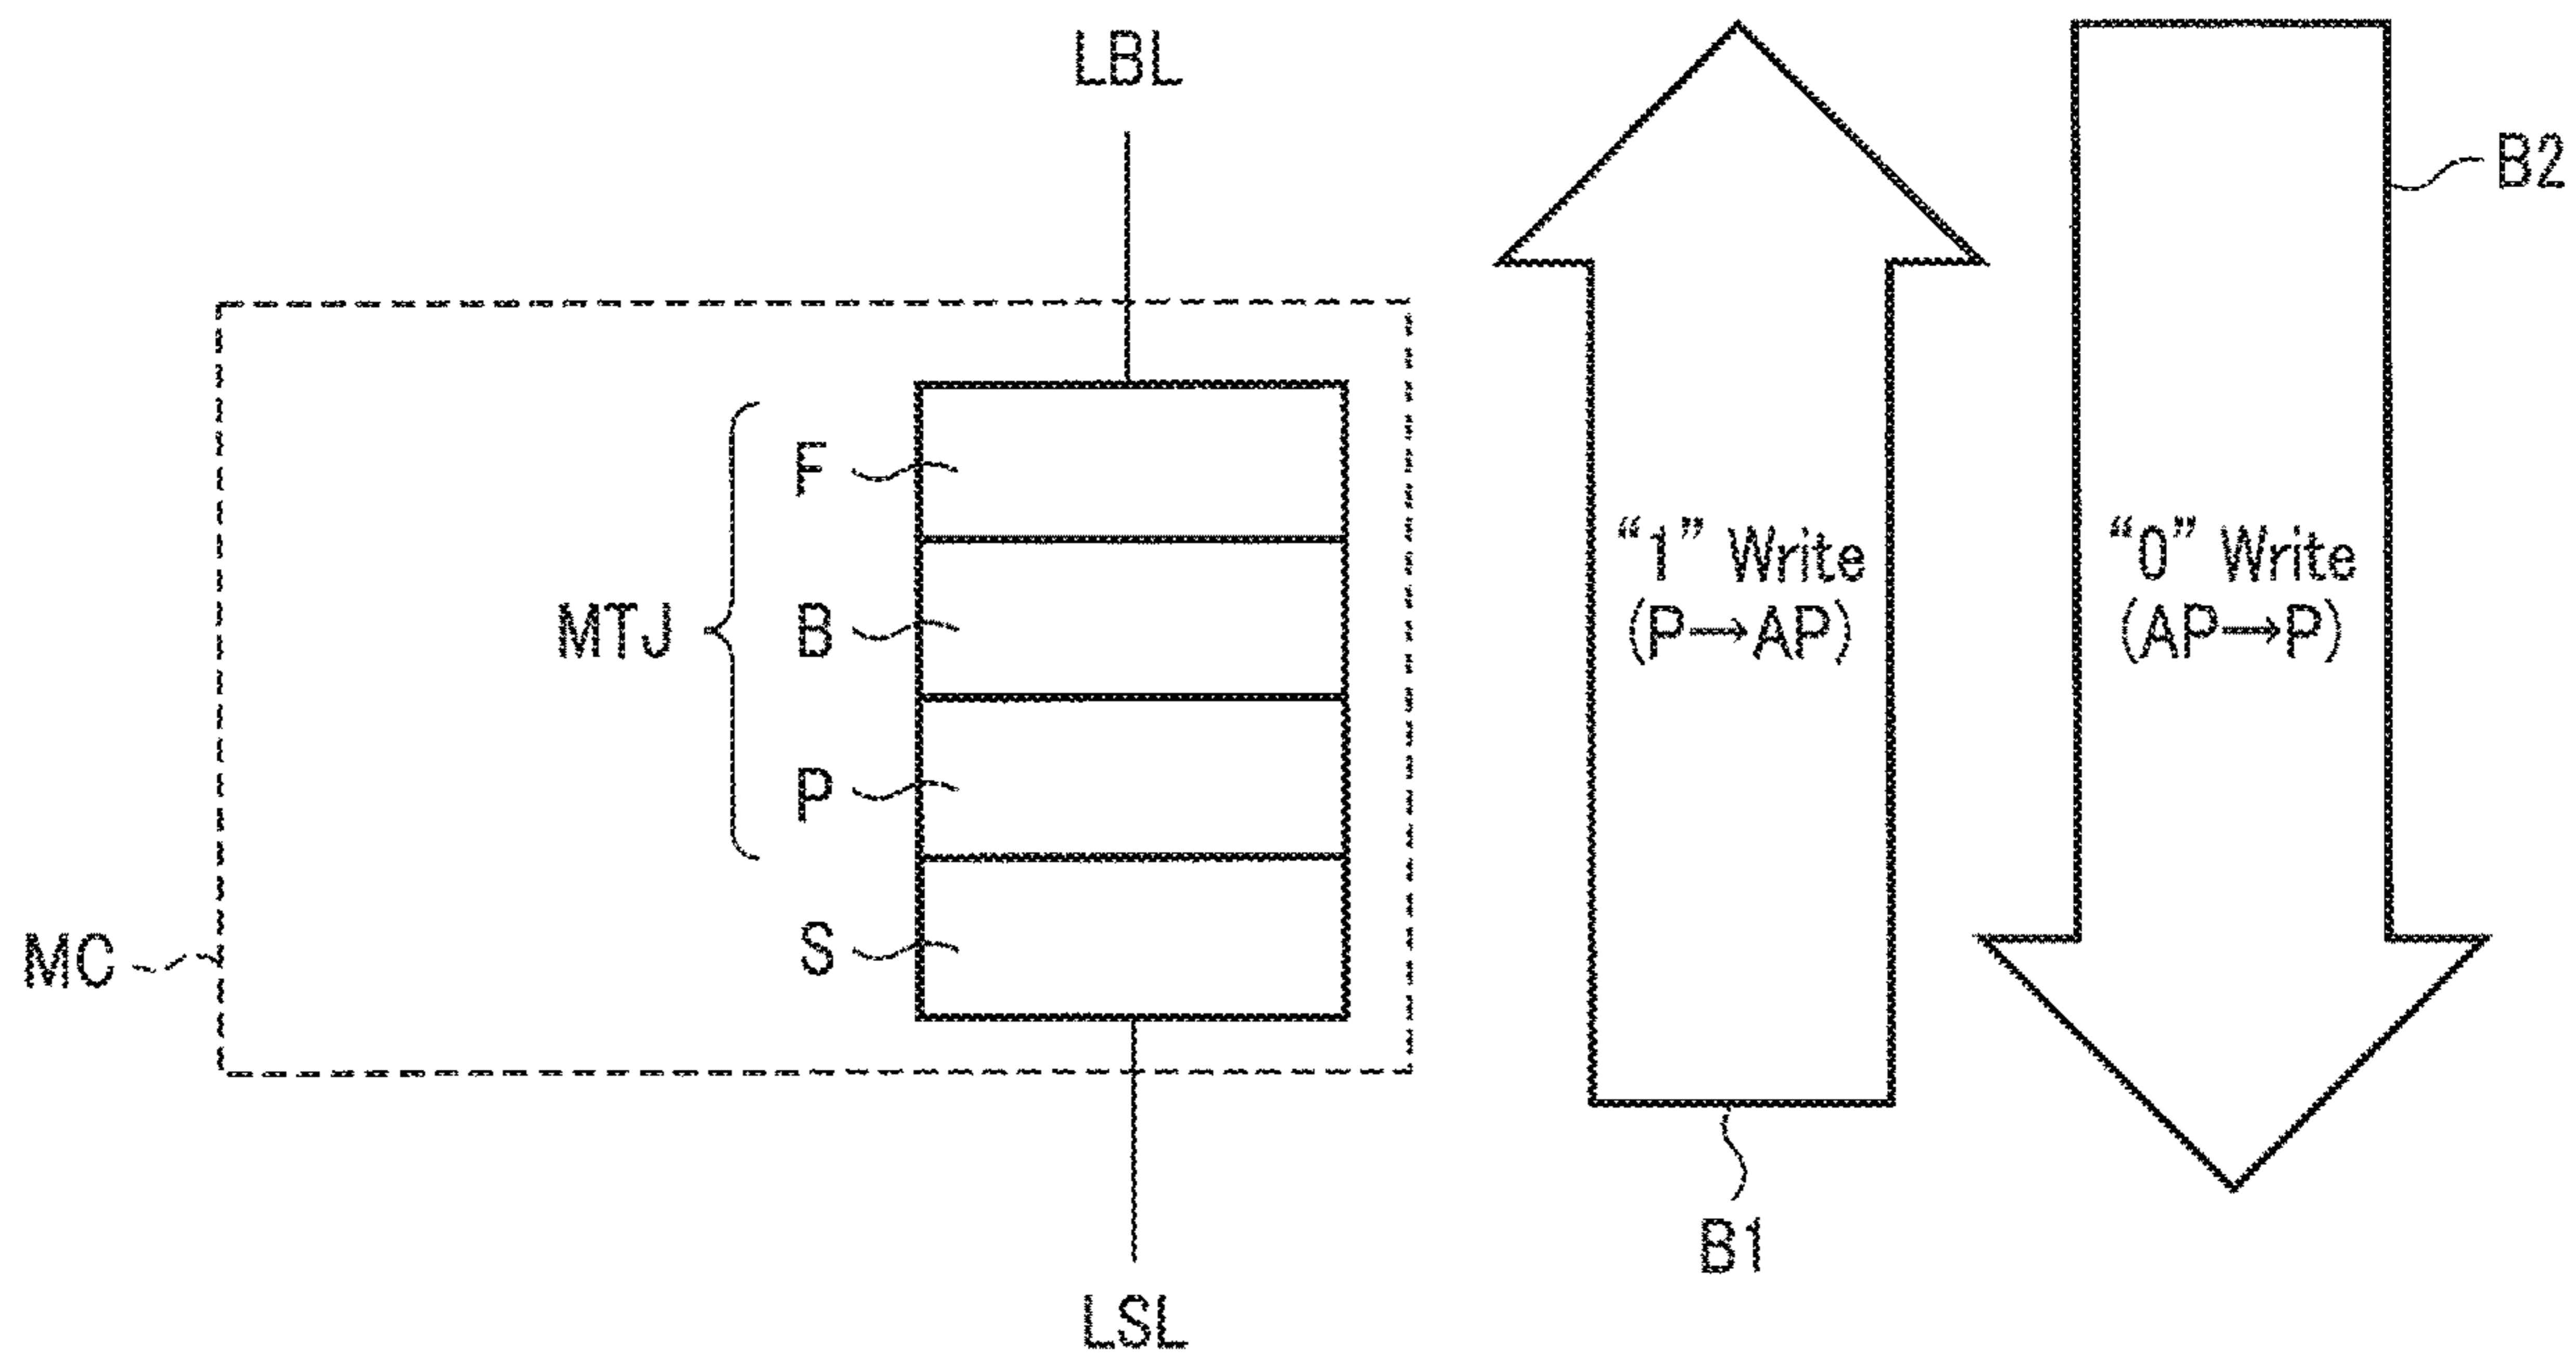 LBL
B2
F
MTJ
B
P
S
MC
LSL
“1” Write
(P→AP)
B1
“0” Write
(AP→P)